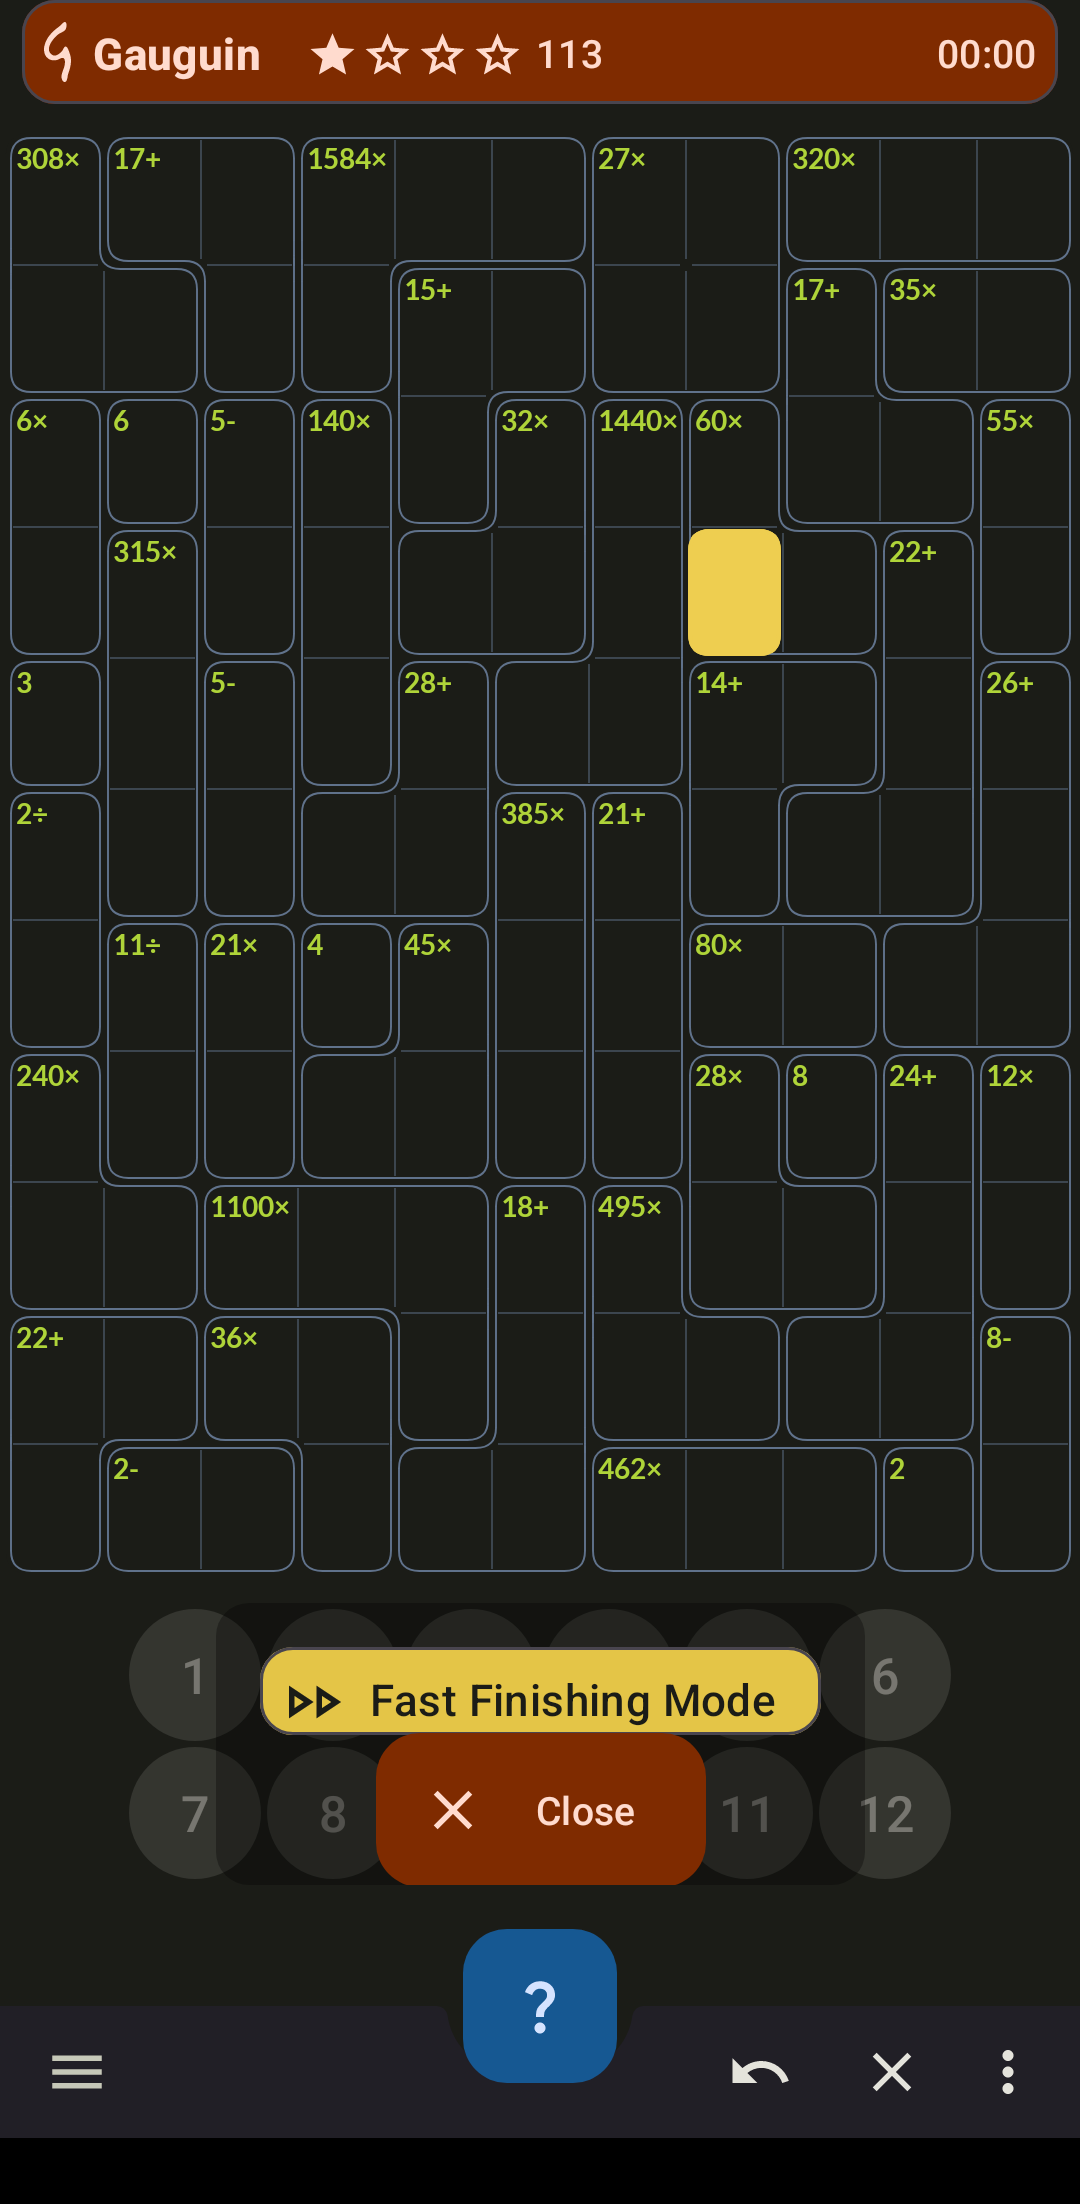 Gauguin 113 00:00
308× 17+ 1584× 27× 320×
15+ 17+ 35×
6× 6 5- 140× 32× 1440× 60× 55×
315× 22+
3 5- 28+ 14+ 26+
2÷ 385× 21+
11÷ 21× 4 45× 80×
240× 28× 8 24+ 12×
1100× 18+ 495×
22+ 36× 8-
2- 462× 2
1 6
Fast Finishing Mode
7 8 11 12
Close
?